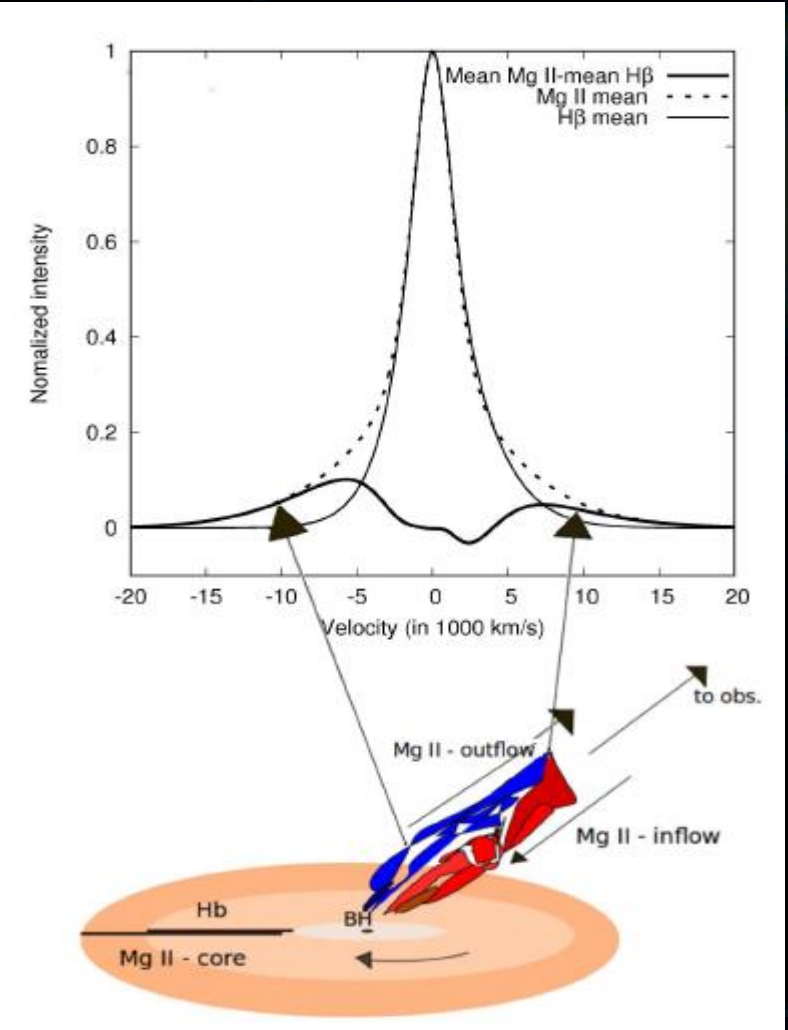 1
Mean Mg II-mean Hβ
Mg II mean
Hβ mean
0.8
0.6
0.4
0.2
0
Nomalized intensity
-20 -15 -10 -5 0 5 10 15 20
Velocity (in 1000 km/s)
to obs.
Mg II - outflow
Mg II - inflow
Hb
BH
Mg II - core